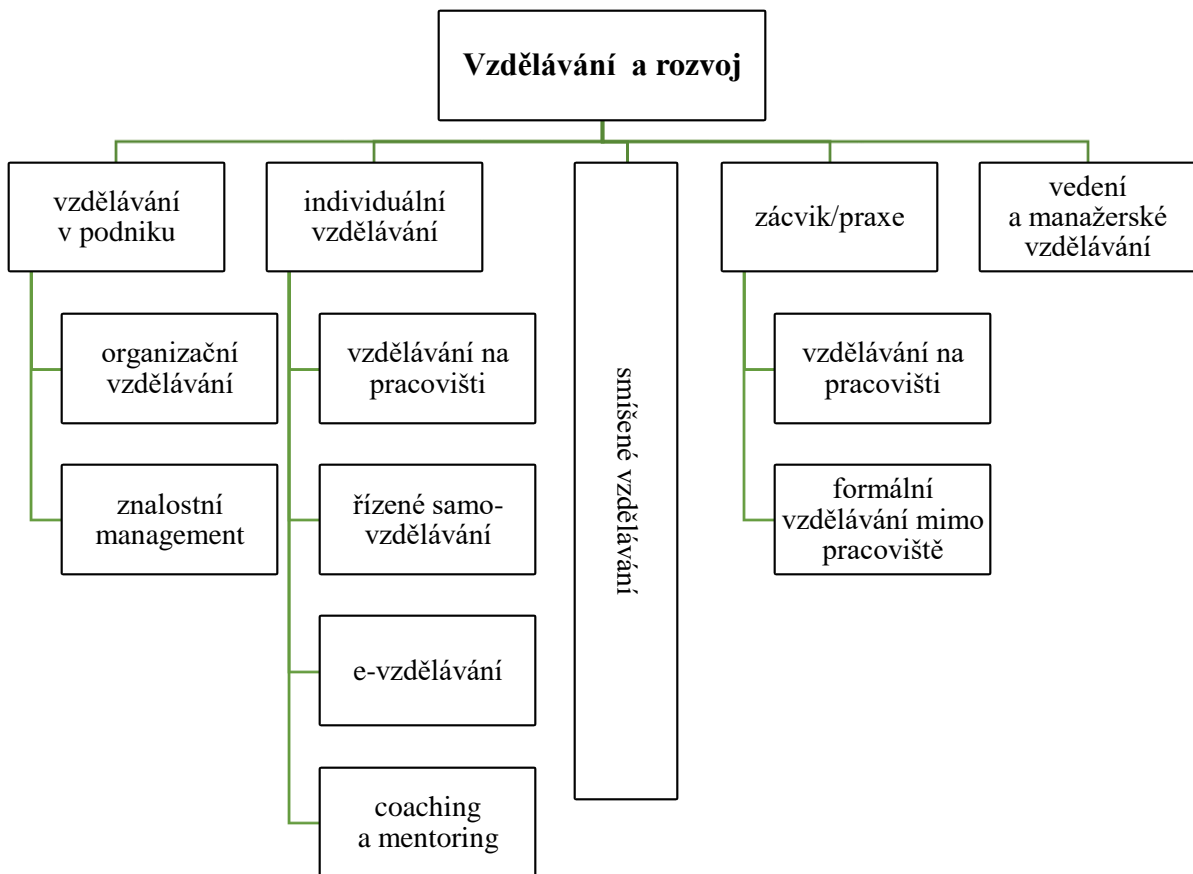 Vzdělávání  a rozvoj
vzdělávání
v podniku
organizační
vzdělávání
znalostní
management
individuální
vzdělávání
vzdělávání na
pracovišti
řízené samo-
vzdělávání
e-vzdělávání
coaching
a mentoring
smíšené vzdělávání
zácvik/praxe
vzdělávání na
pracovišti
formální
vzdělávání mimo
pracoviště
vedení
a manažerské
vzdělávání